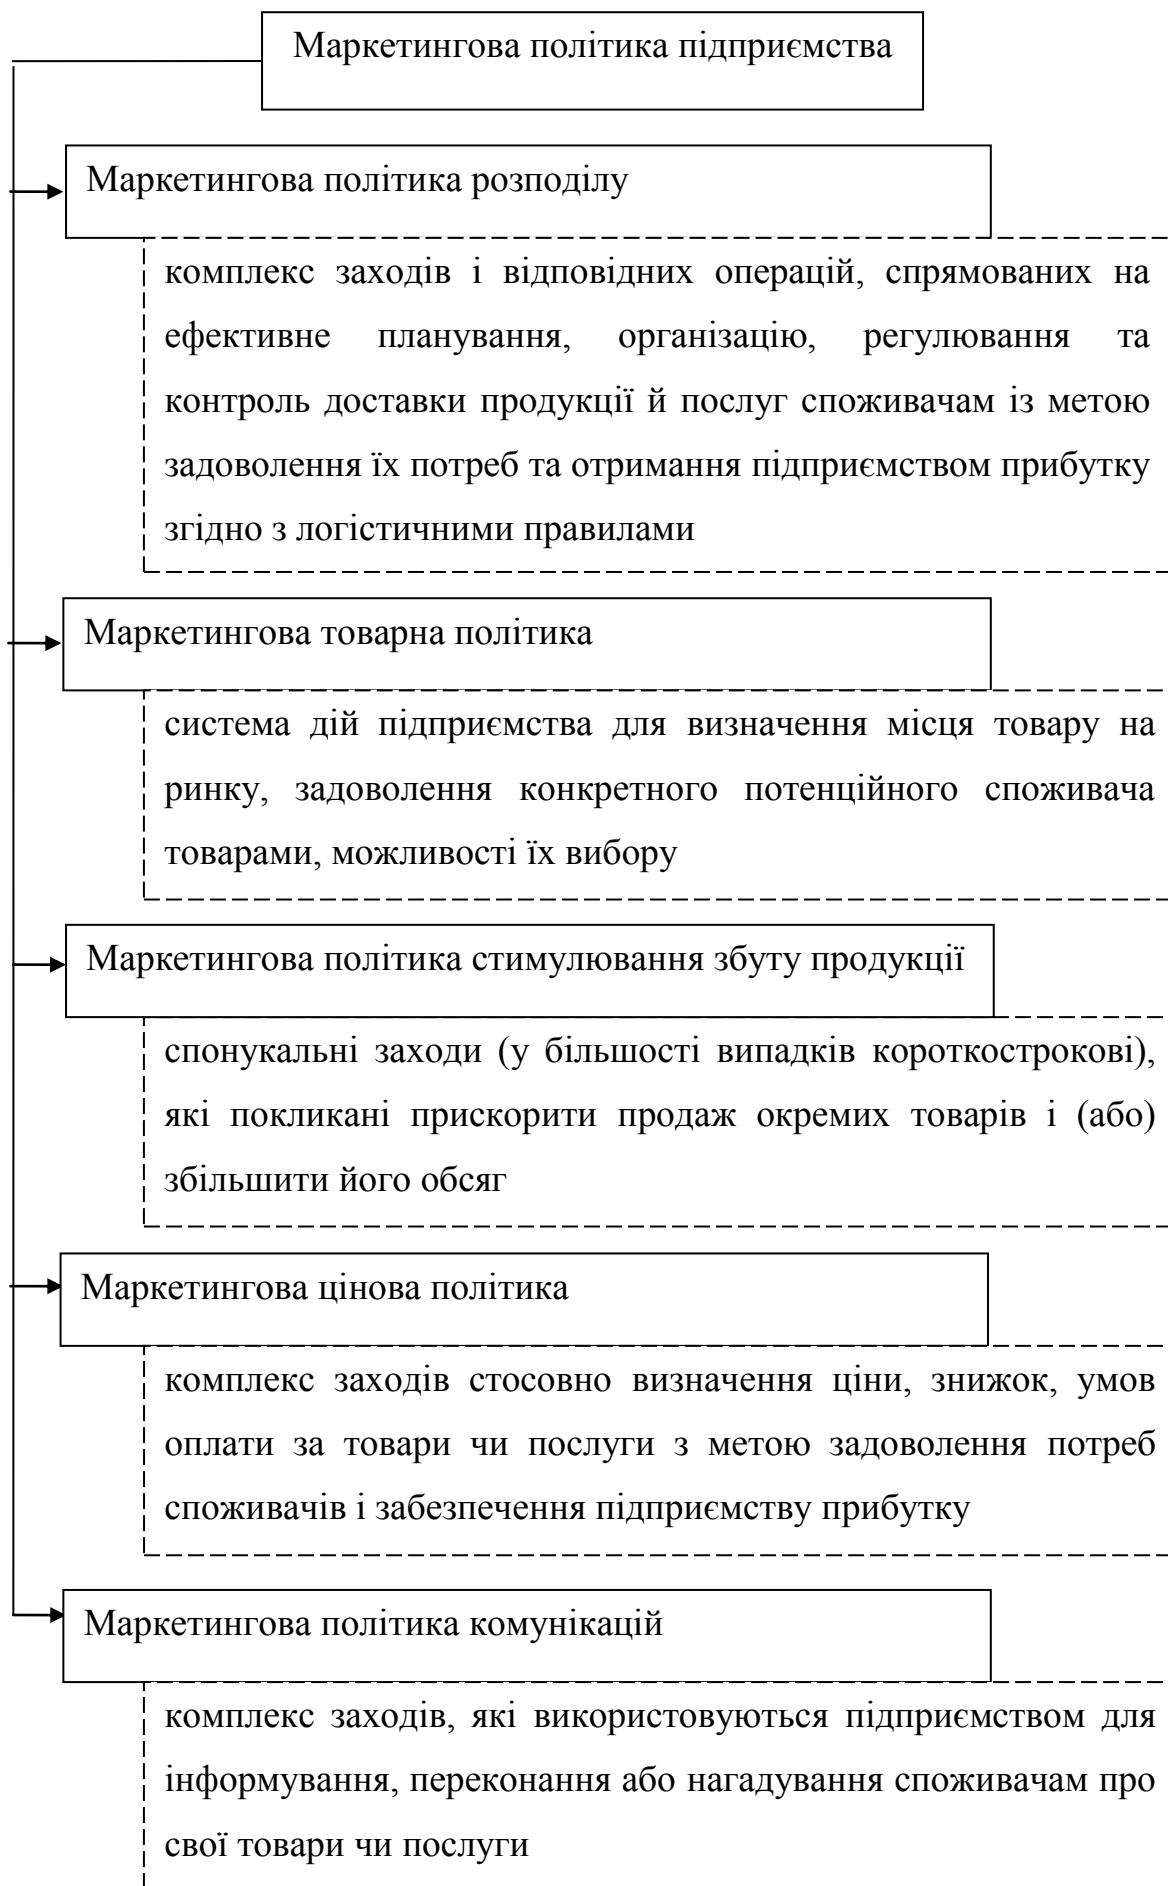 Маркетингова політика підприємства
Маркетингова політика розподілу
комплекс заходів і відповідних операцій, спрямованих на
ефективне планування, організацію, регулювання та
контроль доставки продукції й послуг споживачам із метою
задоволення їх потреб та отримання підприємством прибутку
згідно з логістичними правилами
Маркетингова товарна політика
система дій підприємства для визначення місця товару на
ринку, задоволення конкретного потенційного споживача
товарами, можливості їх вибору
Маркетингова політика стимулювання збуту продукції
спонукальні заходи (у більшості випадків короткострокові),
які покликані прискорити продаж окремих товарів і (або)
збільшити його обсяг
Маркетингова цінова політика
комплекс заходів стосовно визначення ціни, знижок, умов
оплати за товари чи послуги з метою задоволення потреб
споживачів і забезпечення підприємству прибутку
Маркетингова політика комунікацій
комплекс заходів, які використовуються підприємством для
інформування, переконання або нагадування споживачам про
свої товари чи послуги